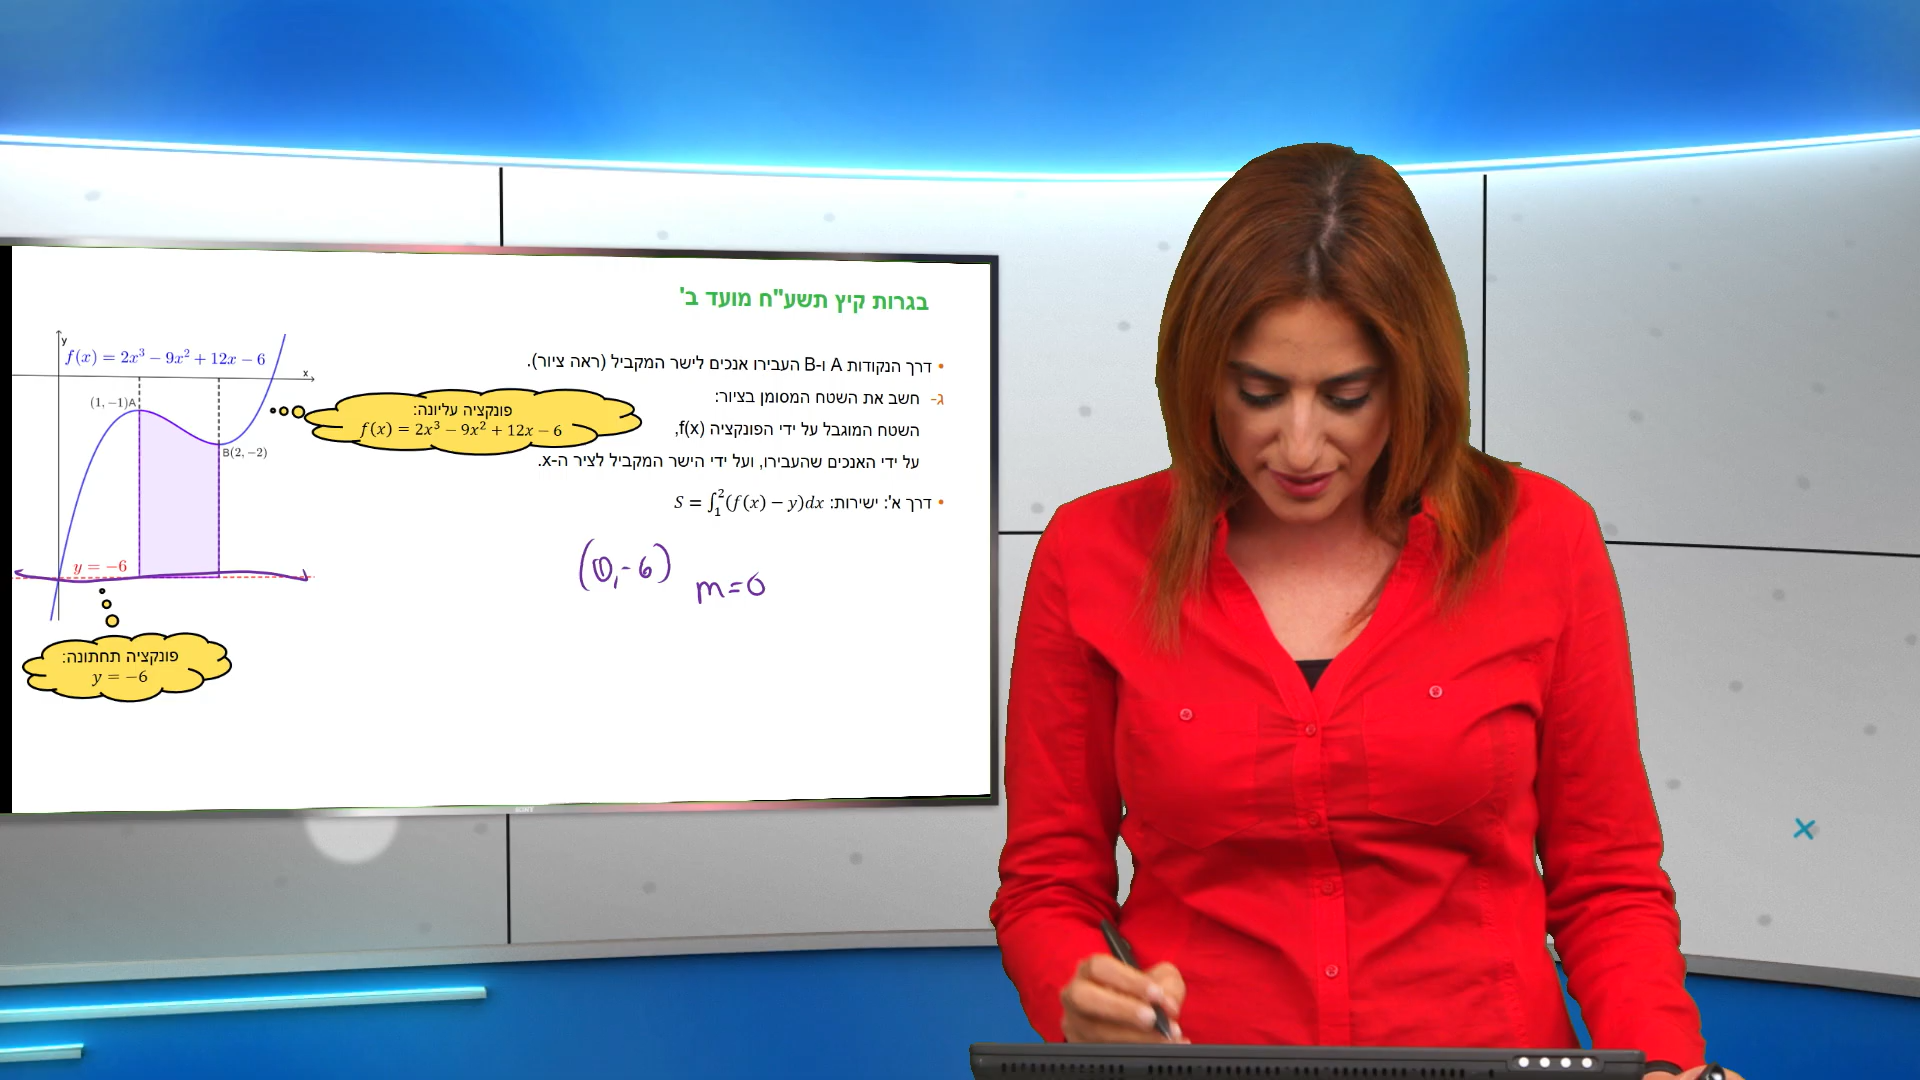 בגרות קיץ תשע"ח מועד ב'
• דרך הנקודות A ו-B העבירו אנכים לישר המקביל (ראה ציור).
ג- חשב את השטח המסומן בציור:
השטח המוגבל על ידי הפונקציה f(x),
על ידי האנכים שהעבירו, ועל ידי הישר המקביל לציר ה-x.
• דרך א': ישירות: S = ∫₁²(f(x) − y)dx
(0,-6)
m=0
y
f(x) = 2x³ − 9x² + 12x − 6
x
(1, −1)A
B(2, −2)
פונקציה עליונה:
f(x) = 2x³ − 9x² + 12x − 6
y = −6
פונקציה תחתונה:
y = −6
SONY